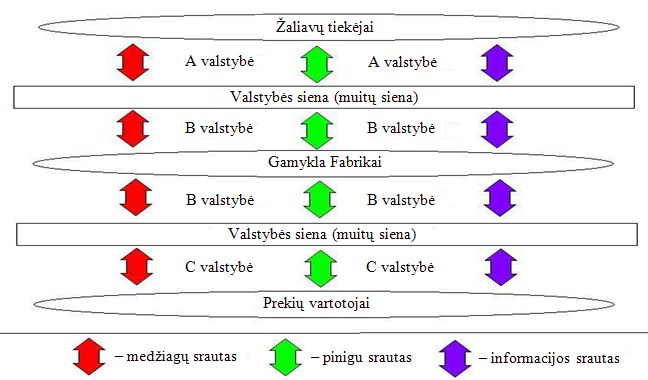 Žaliavų tiekėjai
A valstybė A valstybė
Valstybės siena (muitų siena)
B valstybė B valstybė
Gamykla Fabrikai
B valstybė B valstybė
Valstybės siena (muitų siena)
C valstybė C valstybė
Prekių vartotojai
– medžiagų srautas – pinigu srautas – informacijos srautas